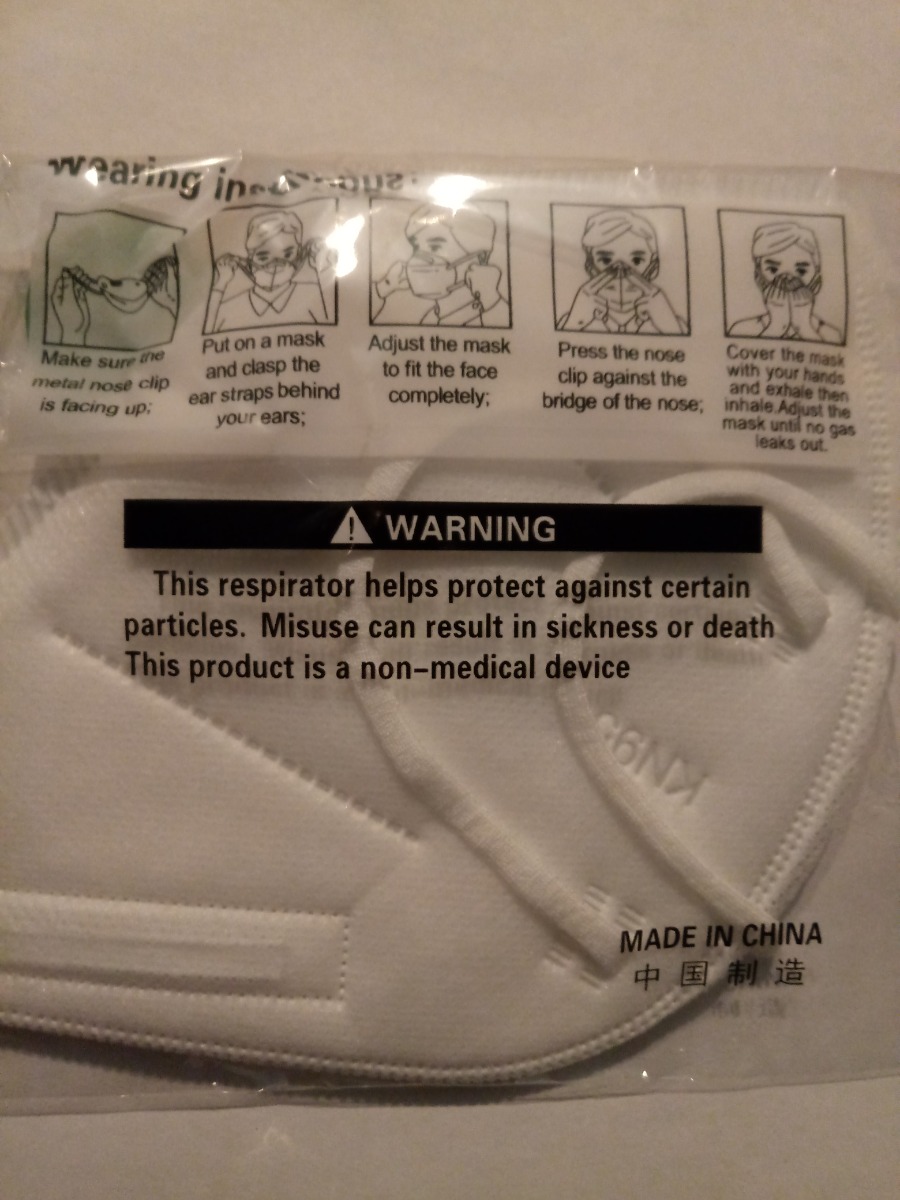 Wearing
Make sure the
metal nose clip
is facing up;
Put on a mask
and clasp the
ear straps behind
your ears;
Adjust the mask
to fit the face
completely;
Press the nose
clip against the
bridge of the nose;
Cover the mask
with your hands
and exhale then
inhale.Adjust the
mask until no gas
leaks out.
WARNING
This respirator helps protect against certain
particles. Misuse can result in sickness or death
This product is a non-medical device
MADE IN CHINA
中国制造